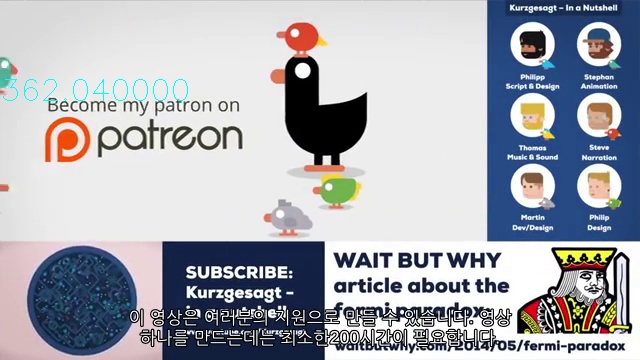 362.040000
Become my patron on
patreon
Kurzgesagt – In a Nutshell
Philipp
Script & Design
Stephan
Animation
Thomas
Music & Sound
Steve
Narration
Martin
Dev/Design
Philip
Design
SUBSCRIBE:
Kurzgesagt –
WAIT BUT WHY
article about the
fermi paradox
waitbutwhy.com/2014/05/fermi-paradox
이 영상은 여러분의 지원으로 만들 수 있습니다. 영상
하나를 만드는데는 최소한200시간이 필요합니다.